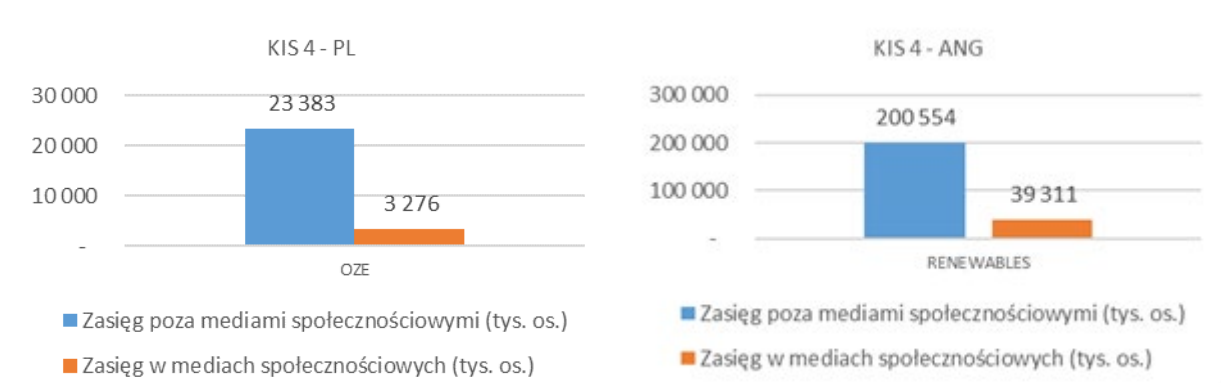 KIS 4 - PL
30 000
23 383
20 000
10 000
3 276
-
OZE
Zasięg poza mediami społecznościowymi (tys. os.)
Zasięg w mediach społecznościowych (tys. os.)
KIS 4 - ANG
300 000
200 554
200 000
100 000
39 311
-
RENEWABLES
Zasięg poza mediami społecznościowymi (tys. os.)
Zasięg w mediach społecznościowych (tys. os.)